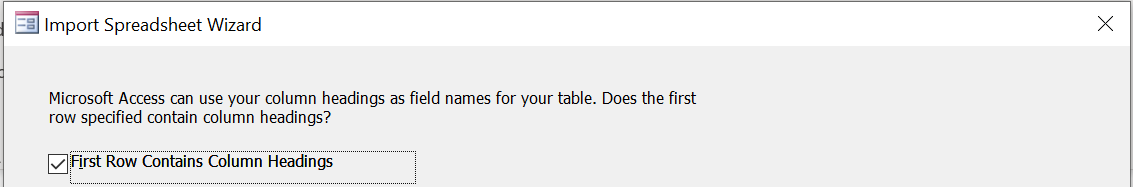 Import Spreadsheet Wizard
Microsoft Access can use your column headings as field names for your table. Does the first
row specified contain column headings?
First Row Contains Column Headings